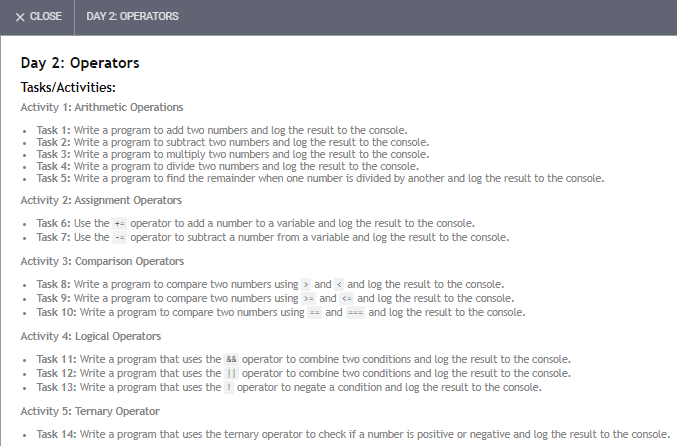 × CLOSE DAY 2: OPERATORS
Day 2: Operators
Tasks/Activities:
Activity 1: Arithmetic Operations
• Task 1: Write a program to add two numbers and log the result to the console.
• Task 2: Write a program to subtract two numbers and log the result to the console.
• Task 3: Write a program to multiply two numbers and log the result to the console.
• Task 4: Write a program to divide two numbers and log the result to the console.
• Task 5: Write a program to find the remainder when one number is divided by another and log the result to the console.
Activity 2: Assignment Operators
• Task 6: Use the += operator to add a number to a variable and log the result to the console.
• Task 7: Use the -= operator to subtract a number from a variable and log the result to the console.
Activity 3: Comparison Operators
• Task 8: Write a program to compare two numbers using > and < and log the result to the console.
• Task 9: Write a program to compare two numbers using >= and <= and log the result to the console.
• Task 10: Write a program to compare two numbers using == and === and log the result to the console.
Activity 4: Logical Operators
• Task 11: Write a program that uses the && operator to combine two conditions and log the result to the console.
• Task 12: Write a program that uses the || operator to combine two conditions and log the result to the console.
• Task 13: Write a program that uses the ! operator to negate a condition and log the result to the console.
Activity 5: Ternary Operator
• Task 14: Write a program that uses the ternary operator to check if a number is positive or negative and log the result to the console.